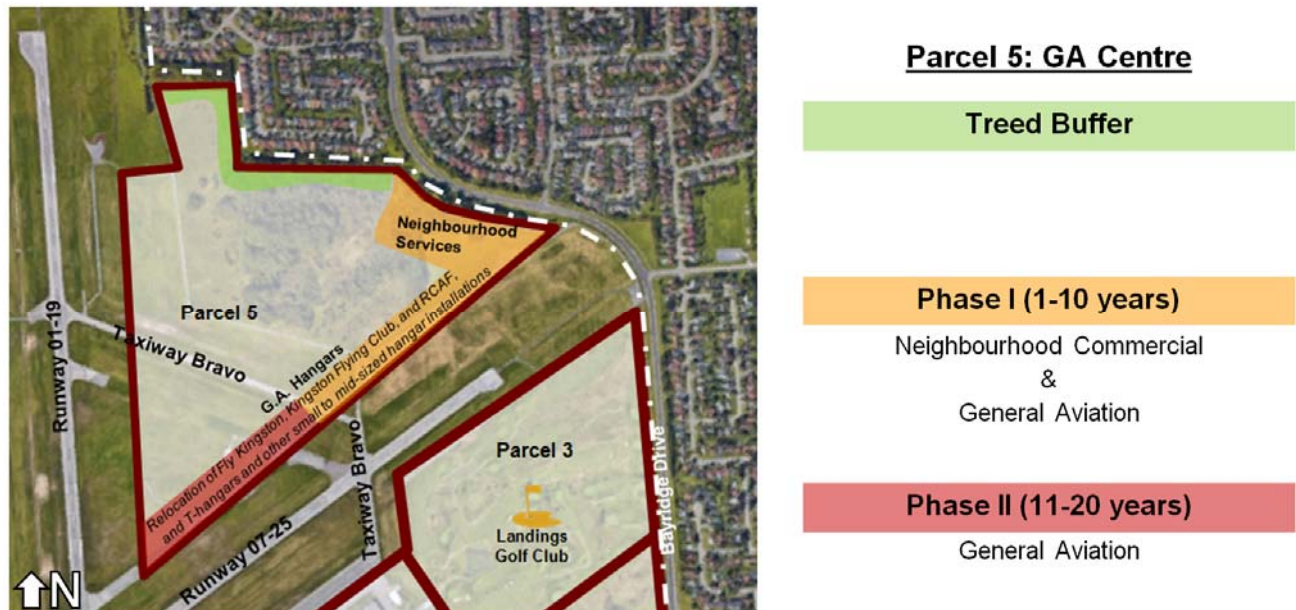 Neighbourhood
Services
Parcel 5
Taxiway Bravo
Runway 01-19
G.A. Hangars
Relocation of Fly Kingston, Kingston Flying Club, and RCAF,
and T-hangars and other small to mid-sized hangar installations
Runway 07-25
Taxiway Bravo
Parcel 3
Landings
Golf Club
Bayridge Drive
N
Parcel 5: GA Centre
Treed Buffer
Phase I (1-10 years)
Neighbourhood Commercial
&
General Aviation
Phase II (11-20 years)
General Aviation